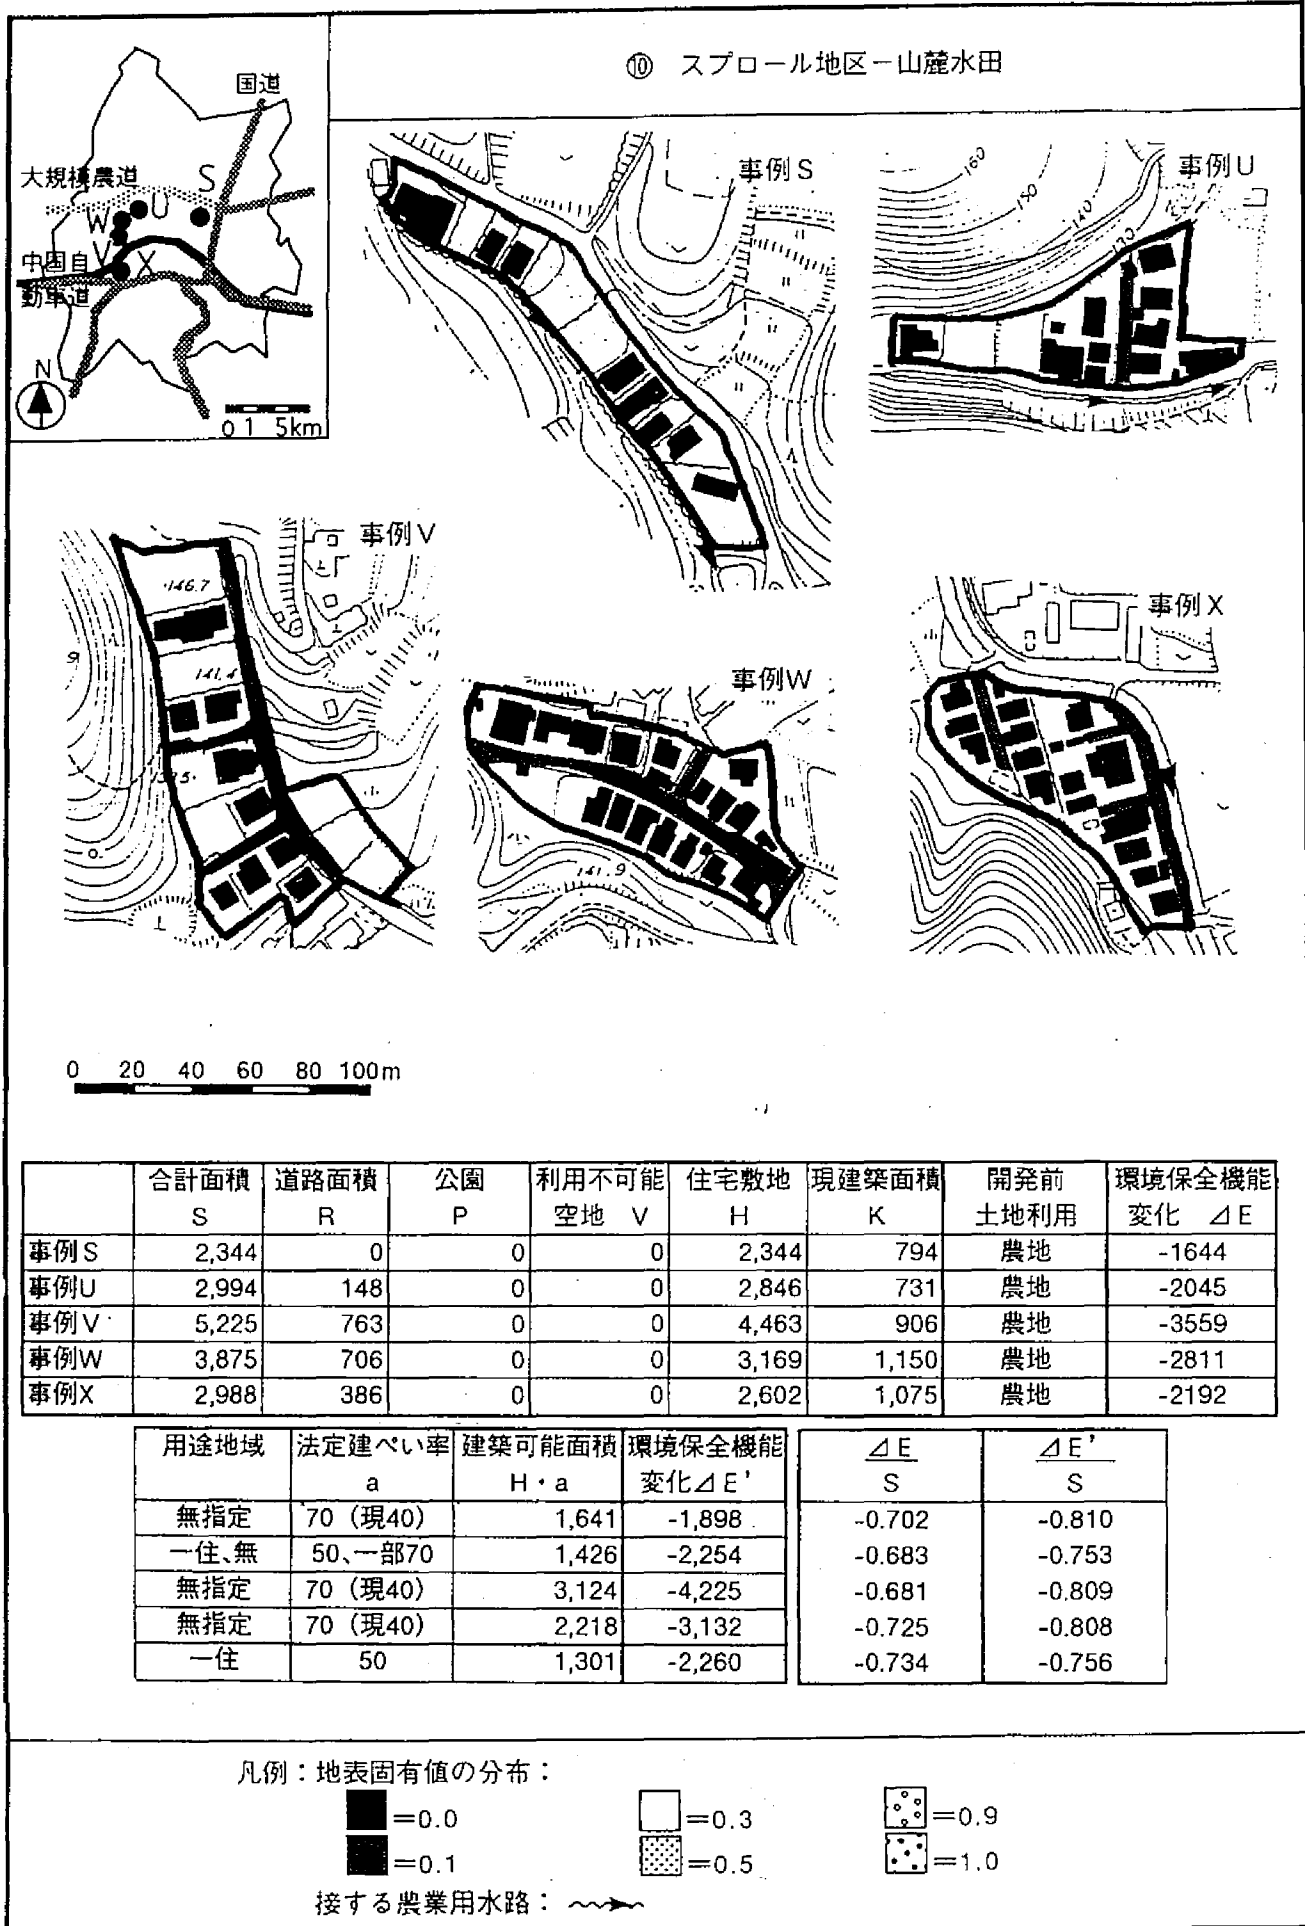 ⑩ スプロール地区－山麓水田
国道
大規模農道
S
W
U
V
X
中国自
動車道
N
0 1 5km
事例S
事例U
160
150
140
130
事例V
146.7
141.4
事例W
141.9
事例X
0 20 40 60 80 100m
合計面積 S 道路面積 R 公園 P 利用不可能空地 V 住宅敷地 H 現建築面積 K 開発前土地利用 環境保全機能変化 ⊿E
事例S 2,344 0 0 0 2,344 794 農地 -1644
事例U 2,994 148 0 0 2,846 731 農地 -2045
事例V 5,225 763 0 0 4,463 906 農地 -3559
事例W 3,875 706 0 0 3,169 1,150 農地 -2811
事例X 2,988 386 0 0 2,602 1,075 農地 -2192
用途地域 法定建ぺい率 a 建築可能面積 H・a 環境保全機能変化⊿E' ⊿E/S ⊿E'/S
無指定 70（現40） 1,641 -1,898 -0.702 -0.810
一住、無 50、一部70 1,426 -2,254 -0.683 -0.753
無指定 70（現40） 3,124 -4,225 -0.681 -0.809
無指定 70（現40） 2,218 -3,132 -0.725 -0.808
一住 50 1,301 -2,260 -0.734 -0.756
凡例：地表固有値の分布：
＝0.0 ＝0.3 ＝0.9
＝0.1 ＝0.5 ＝1.0
接する農業用水路：